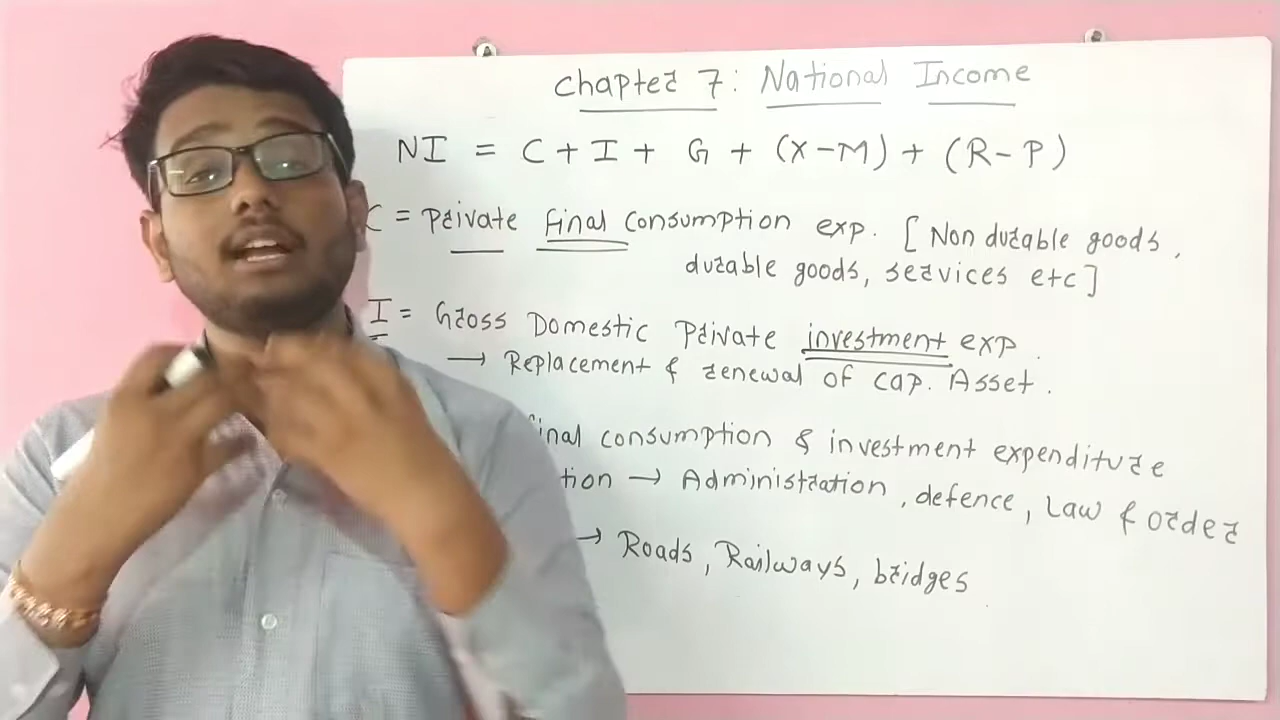 Chapter 7: National Income
NI = C + I + G + (X-M) + (R-P)
C = Private final consumption exp. [Non durable goods,
durable goods, services etc]
I = Gross Domestic Private investment exp.
→ Replacement & renewal of cap. Asset.
final consumption & investment expenditure
→ Administration, defence, Law & order
→ Roads, Railways, bridges